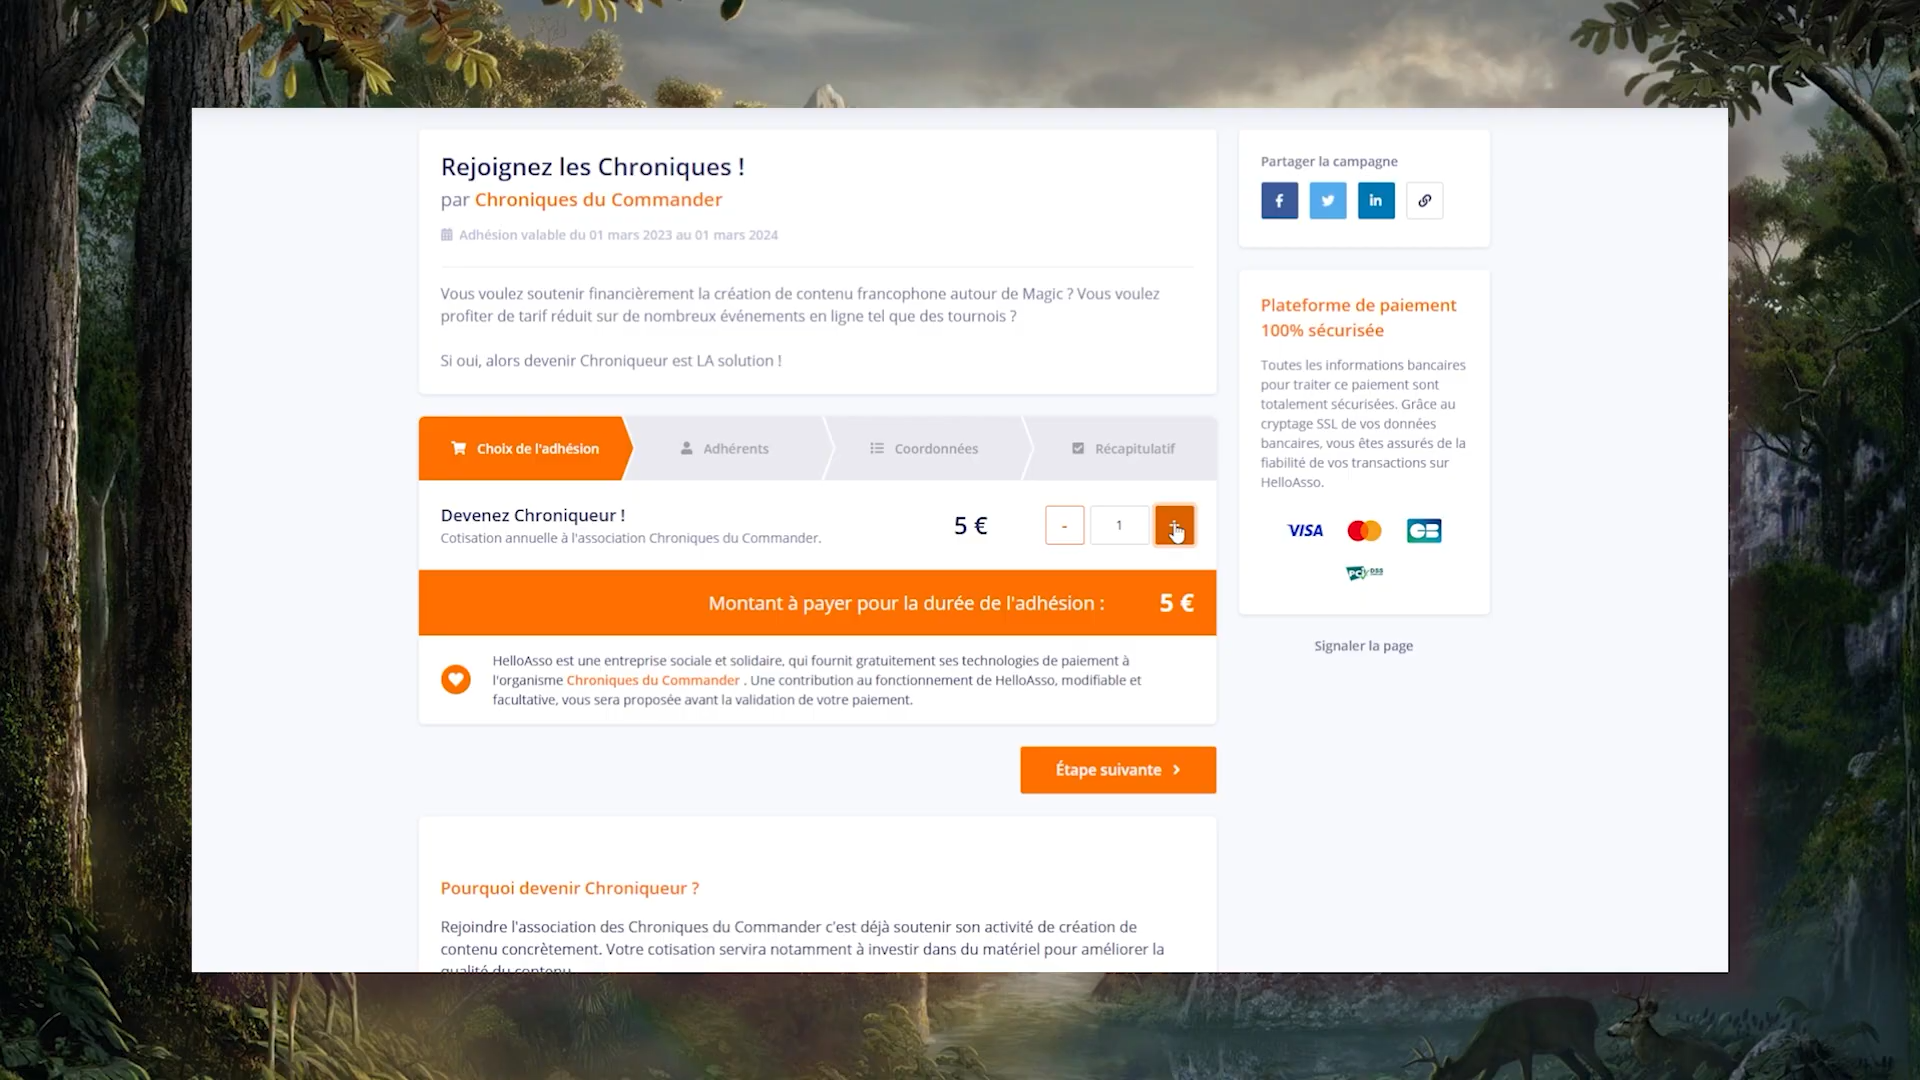 Rejoignez les Chroniques !
par Chroniques du Commander
Adhésion valable du 01 mars 2023 au 01 mars 2024
Vous voulez soutenir financièrement la création de contenu francophone autour de Magic ? Vous voulez
profiter de tarif réduit sur de nombreux événements en ligne tel que des tournois ?
Si oui, alors devenir Chroniqueur est LA solution !
Choix de l'adhésion
Adhérents
Coordonnées
Récapitulatif
Devenez Chroniqueur !
Cotisation annuelle à l'association Chroniques du Commander.
5 €
-
1
+
Montant à payer pour la durée de l'adhésion :
5 €
HelloAsso est une entreprise sociale et solidaire, qui fournit gratuitement ses technologies de paiement à
l'organisme Chroniques du Commander . Une contribution au fonctionnement de HelloAsso, modifiable et
facultative, vous sera proposée avant la validation de votre paiement.
Étape suivante
Pourquoi devenir Chroniqueur ?
Rejoindre l'association des Chroniques du Commander c'est déjà soutenir son activité de création de
contenu concrètement. Votre cotisation servira notamment à investir dans du matériel pour améliorer la
qualité du contenu.
Partager la campagne
Plateforme de paiement
100% sécurisée
Toutes les informations bancaires
pour traiter ce paiement sont
totalement sécurisées. Grâce au
cryptage SSL de vos données
bancaires, vous êtes assurés de la
fiabilité de vos transactions sur
HelloAsso.
VISA
CB
PCI DSS
Signaler la page